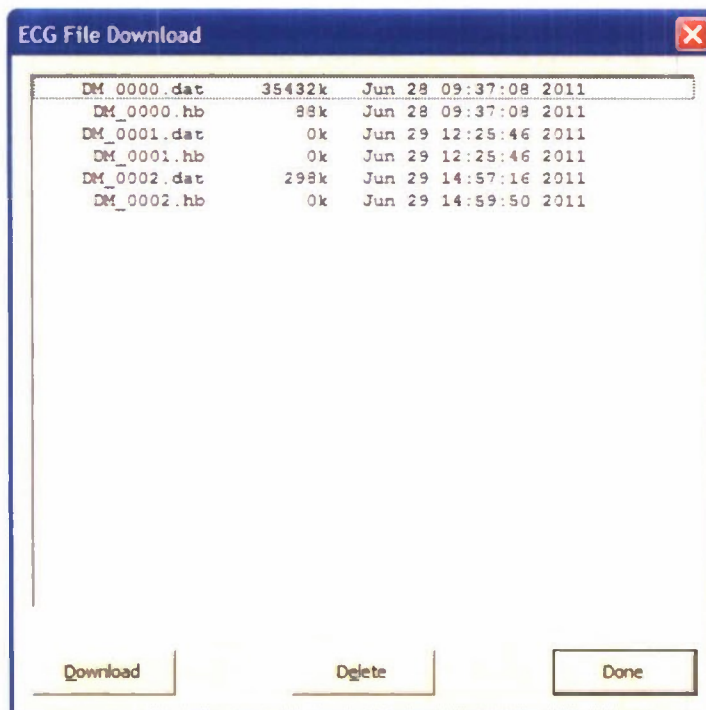 ECG File Download
DM_0000.dat 35432k Jun 28 09:37:08 2011
DM_0000.hb 88k Jun 28 09:37:08 2011
DM_0001.dat 0k Jun 29 12:25:46 2011
DM_0001.hb 0k Jun 29 12:25:46 2011
DM_0002.dat 298k Jun 29 14:57:16 2011
DM_0002.hb 0k Jun 29 14:59:50 2011
Download Delete Done